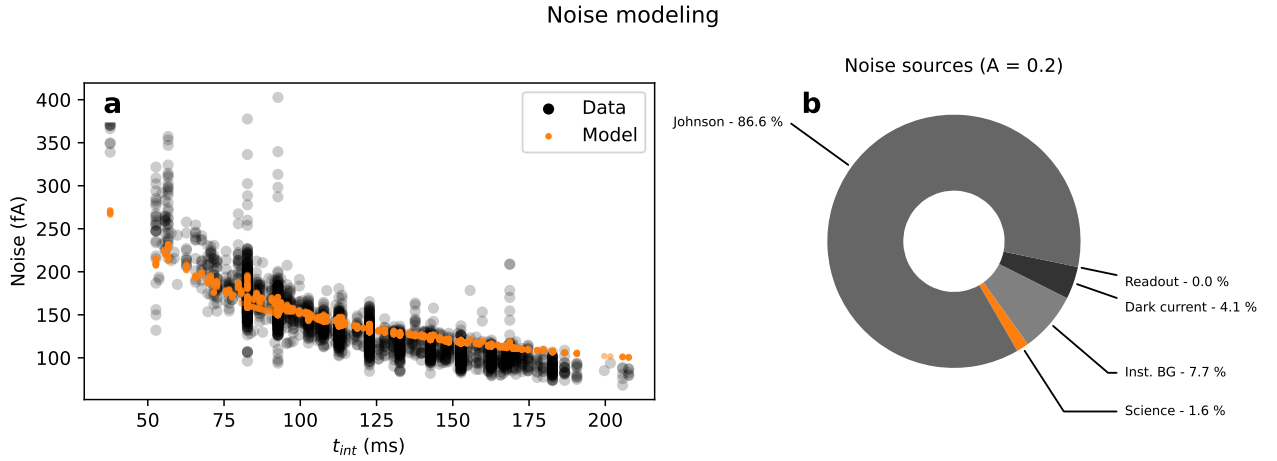 Noise modeling
a
Data
Model
400
350
300
250
200
150
100
Noise (fA)
50
75
100
125
150
175
200
t_int (ms)
Noise sources (A = 0.2)
b
Johnson - 86.6 %
Readout - 0.0 %
Dark current - 4.1 %
Inst. BG - 7.7 %
Science - 1.6 %